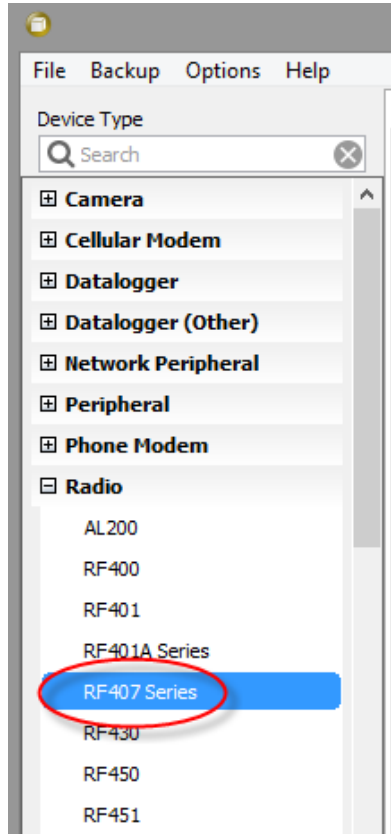 File Backup Options Help
Device Type
Search
Camera
Cellular Modem
Datalogger
Datalogger (Other)
Network Peripheral
Peripheral
Phone Modem
Radio
AL200
RF400
RF401
RF401A Series
RF407 Series
RF430
RF450
RF451